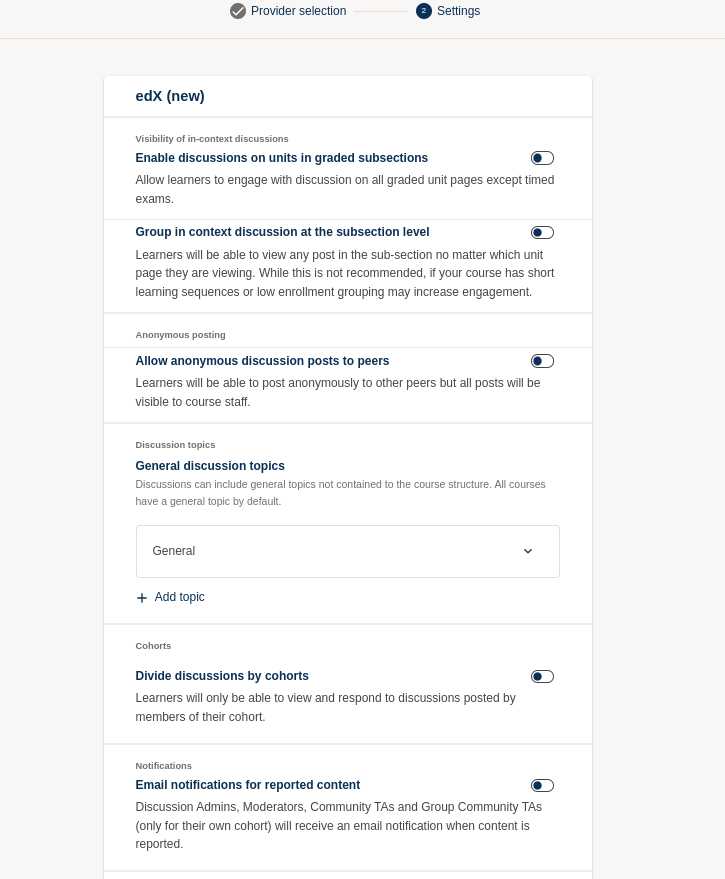 Provider selection
2 Settings
edX (new)
Visibility of in-context discussions
Enable discussions on units in graded subsections
Allow learners to engage with discussion on all graded unit pages except timed
exams.
Group in context discussion at the subsection level
Learners will be able to view any post in the sub-section no matter which unit
page they are viewing. While this is not recommended, if your course has short
learning sequences or low enrollment grouping may increase engagement.
Anonymous posting
Allow anonymous discussion posts to peers
Learners will be able to post anonymously to other peers but all posts will be
visible to course staff.
Discussion topics
General discussion topics
Discussions can include general topics not contained to the course structure. All courses
have a general topic by default.
General
Add topic
Cohorts
Divide discussions by cohorts
Learners will only be able to view and respond to discussions posted by
members of their cohort.
Notifications
Email notifications for reported content
Discussion Admins, Moderators, Community TAs and Group Community TAs
(only for their own cohort) will receive an email notification when content is
reported.